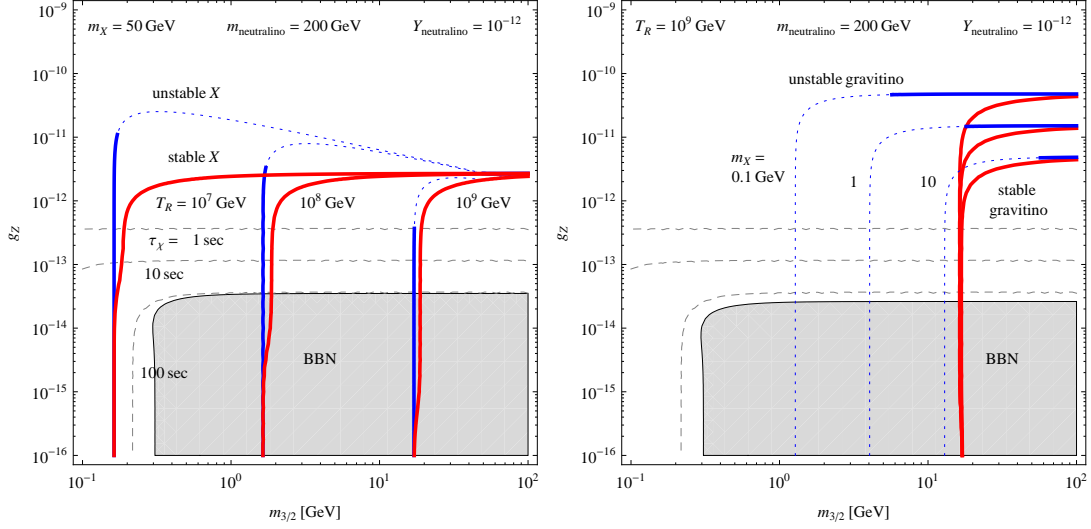 m_X = 50 GeV m_neutralino = 200 GeV Y_neutralino = 10^-12
unstable X
stable X
T_R = 10^7 GeV 10^8 GeV 10^9 GeV
τ_χ = 1 sec
10 sec
BBN
100 sec
10^-9
10^-10
10^-11
10^-12
10^-13
10^-14
10^-15
10^-16
g_Z
10^-1 10^0 10^1 10^2
m_3/2 [GeV]
T_R = 10^9 GeV m_neutralino = 200 GeV Y_neutralino = 10^-12
unstable gravitino
m_X =
0.1 GeV 1 10
stable
gravitino
BBN
10^-9
10^-10
10^-11
10^-12
10^-13
10^-14
10^-15
10^-16
g_Z
10^-1 10^0 10^1 10^2
m_3/2 [GeV]